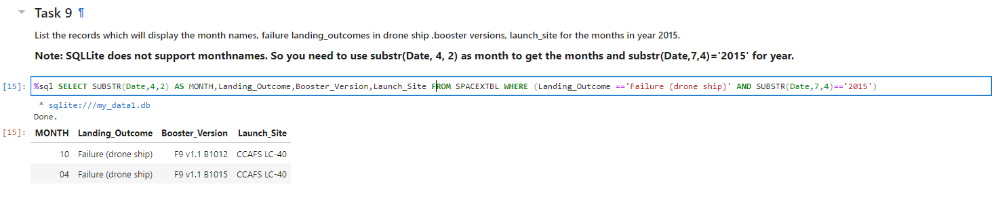 Task 9 ¶
List the records which will display the month names, failure landing_outcomes in drone ship ,booster versions, launch_site for the months in year 2015.
Note: SQLLite does not support monthnames. So you need to use substr(Date, 4, 2) as month to get the months and substr(Date,7,4)='2015' for year.
[15]: %sql SELECT SUBSTR(Date,4,2) AS MONTH,Landing_Outcome,Booster_Version,Launch_Site FROM SPACEXTBL WHERE (Landing_Outcome =='Failure (drone ship)' AND SUBSTR(Date,7,4)=='2015')
* sqlite:///my_data1.db
Done.
[15]: MONTH Landing_Outcome Booster_Version Launch_Site
10 Failure (drone ship) F9 v1.1 B1012 CCAFS LC-40
04 Failure (drone ship) F9 v1.1 B1015 CCAFS LC-40